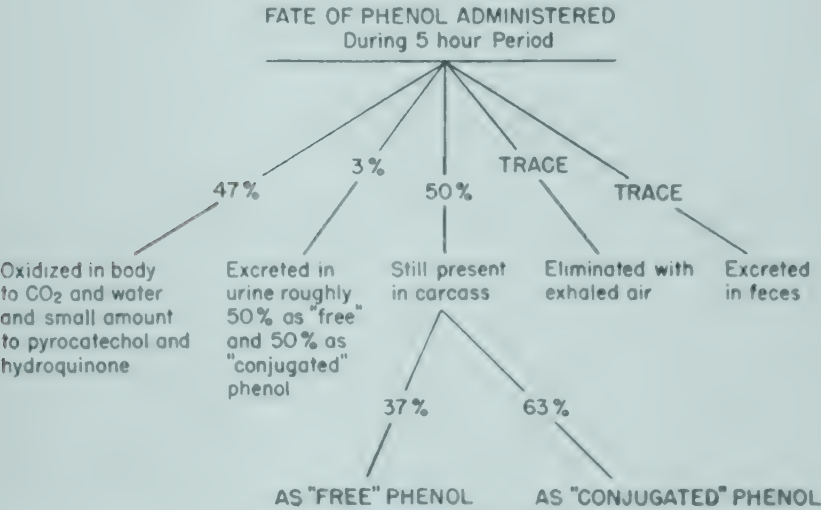 FATE OF PHENOL ADMINISTERED
During 5 hour Period
47%
3%
50%
TRACE
TRACE
Oxidized in body
to CO₂ and water
and small amount
to pyrocatechol and
hydroquinone
Excreted in
urine roughly
50% as "free"
and 50% as
"conjugated"
phenol
Still present
in carcass
Eliminated with
exhaled air
Excreted
in feces
37%
63%
AS "FREE" PHENOL
AS "CONJUGATED" PHENOL